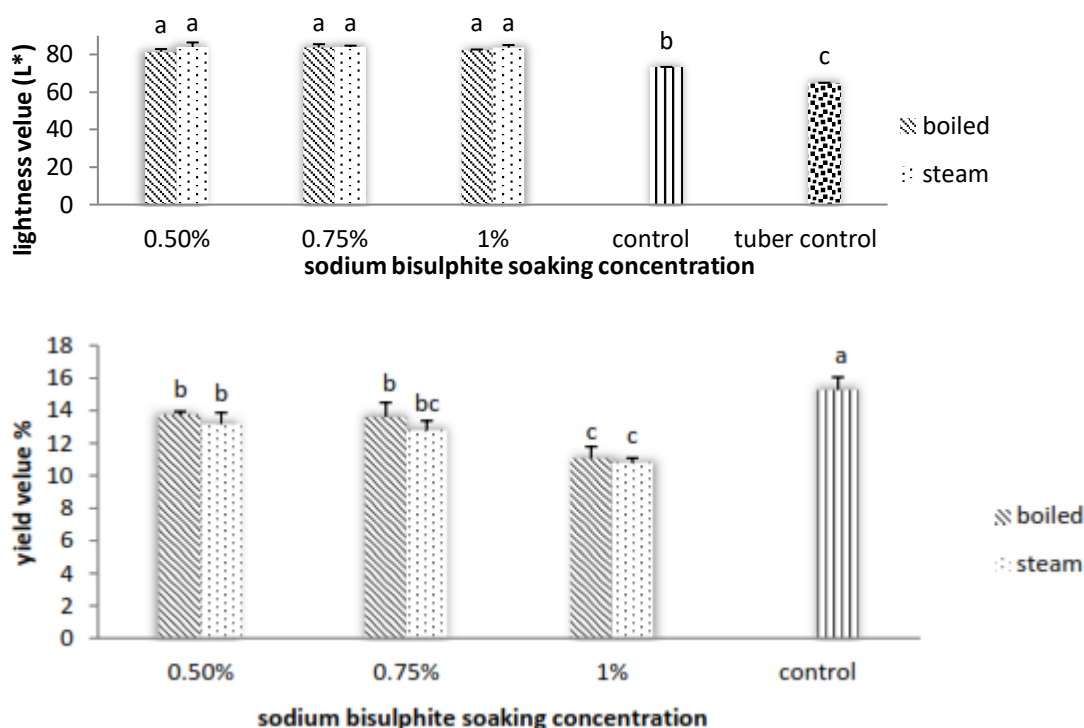 a a a a a a b c
lightness velue (L*)
80
60
40
20
0
boiled
steam
0.50% 0.75% 1% control tuber control
sodium bisulphite soaking concentration
yield velue %
18
16
14
12
10
8
6
4
2
0
b b b bc c c a
boiled
steam
0.50% 0.75% 1% control
sodium bisulphite soaking concentration